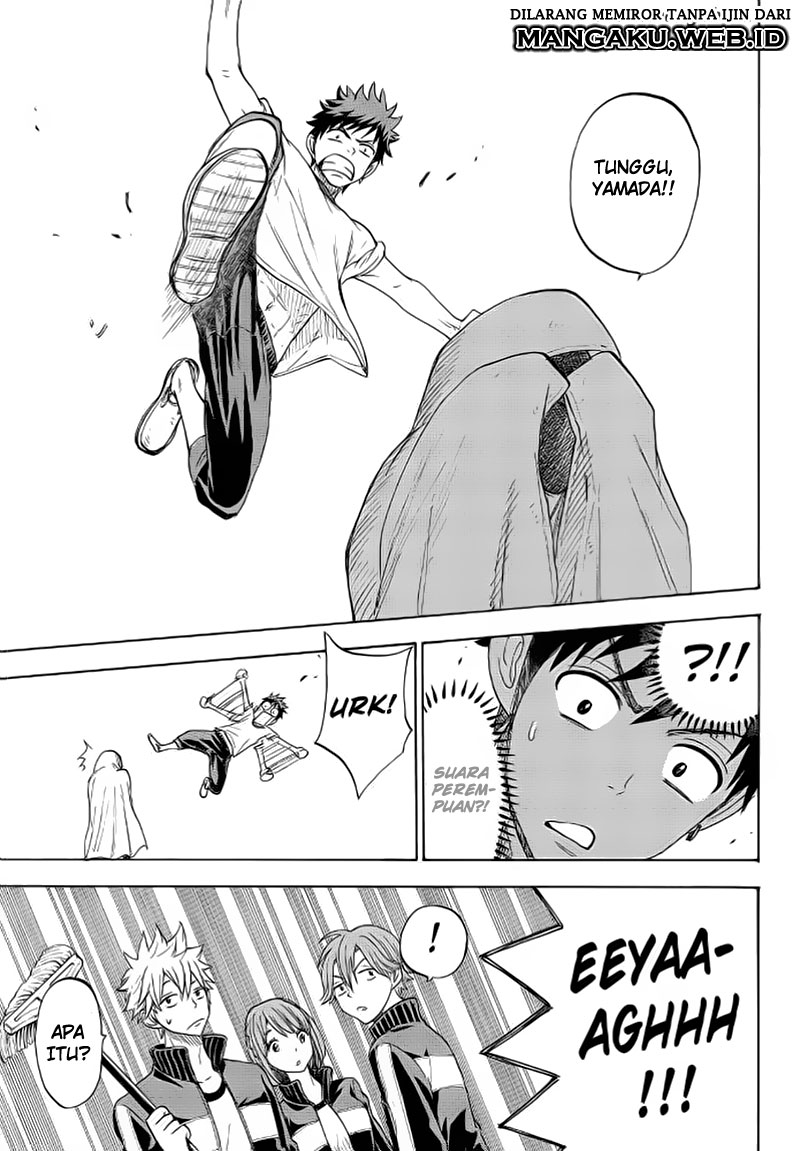 DILARANG MEMIROR TANPA IJIN DARI
MANGAKU.WEB.ID
TUNGGU,
YAMADA!!
?!!
SUARA
PEREM-
PUAN?!
URK!
EEYAA-
AGHHH
!!!
!
APA
ITU?